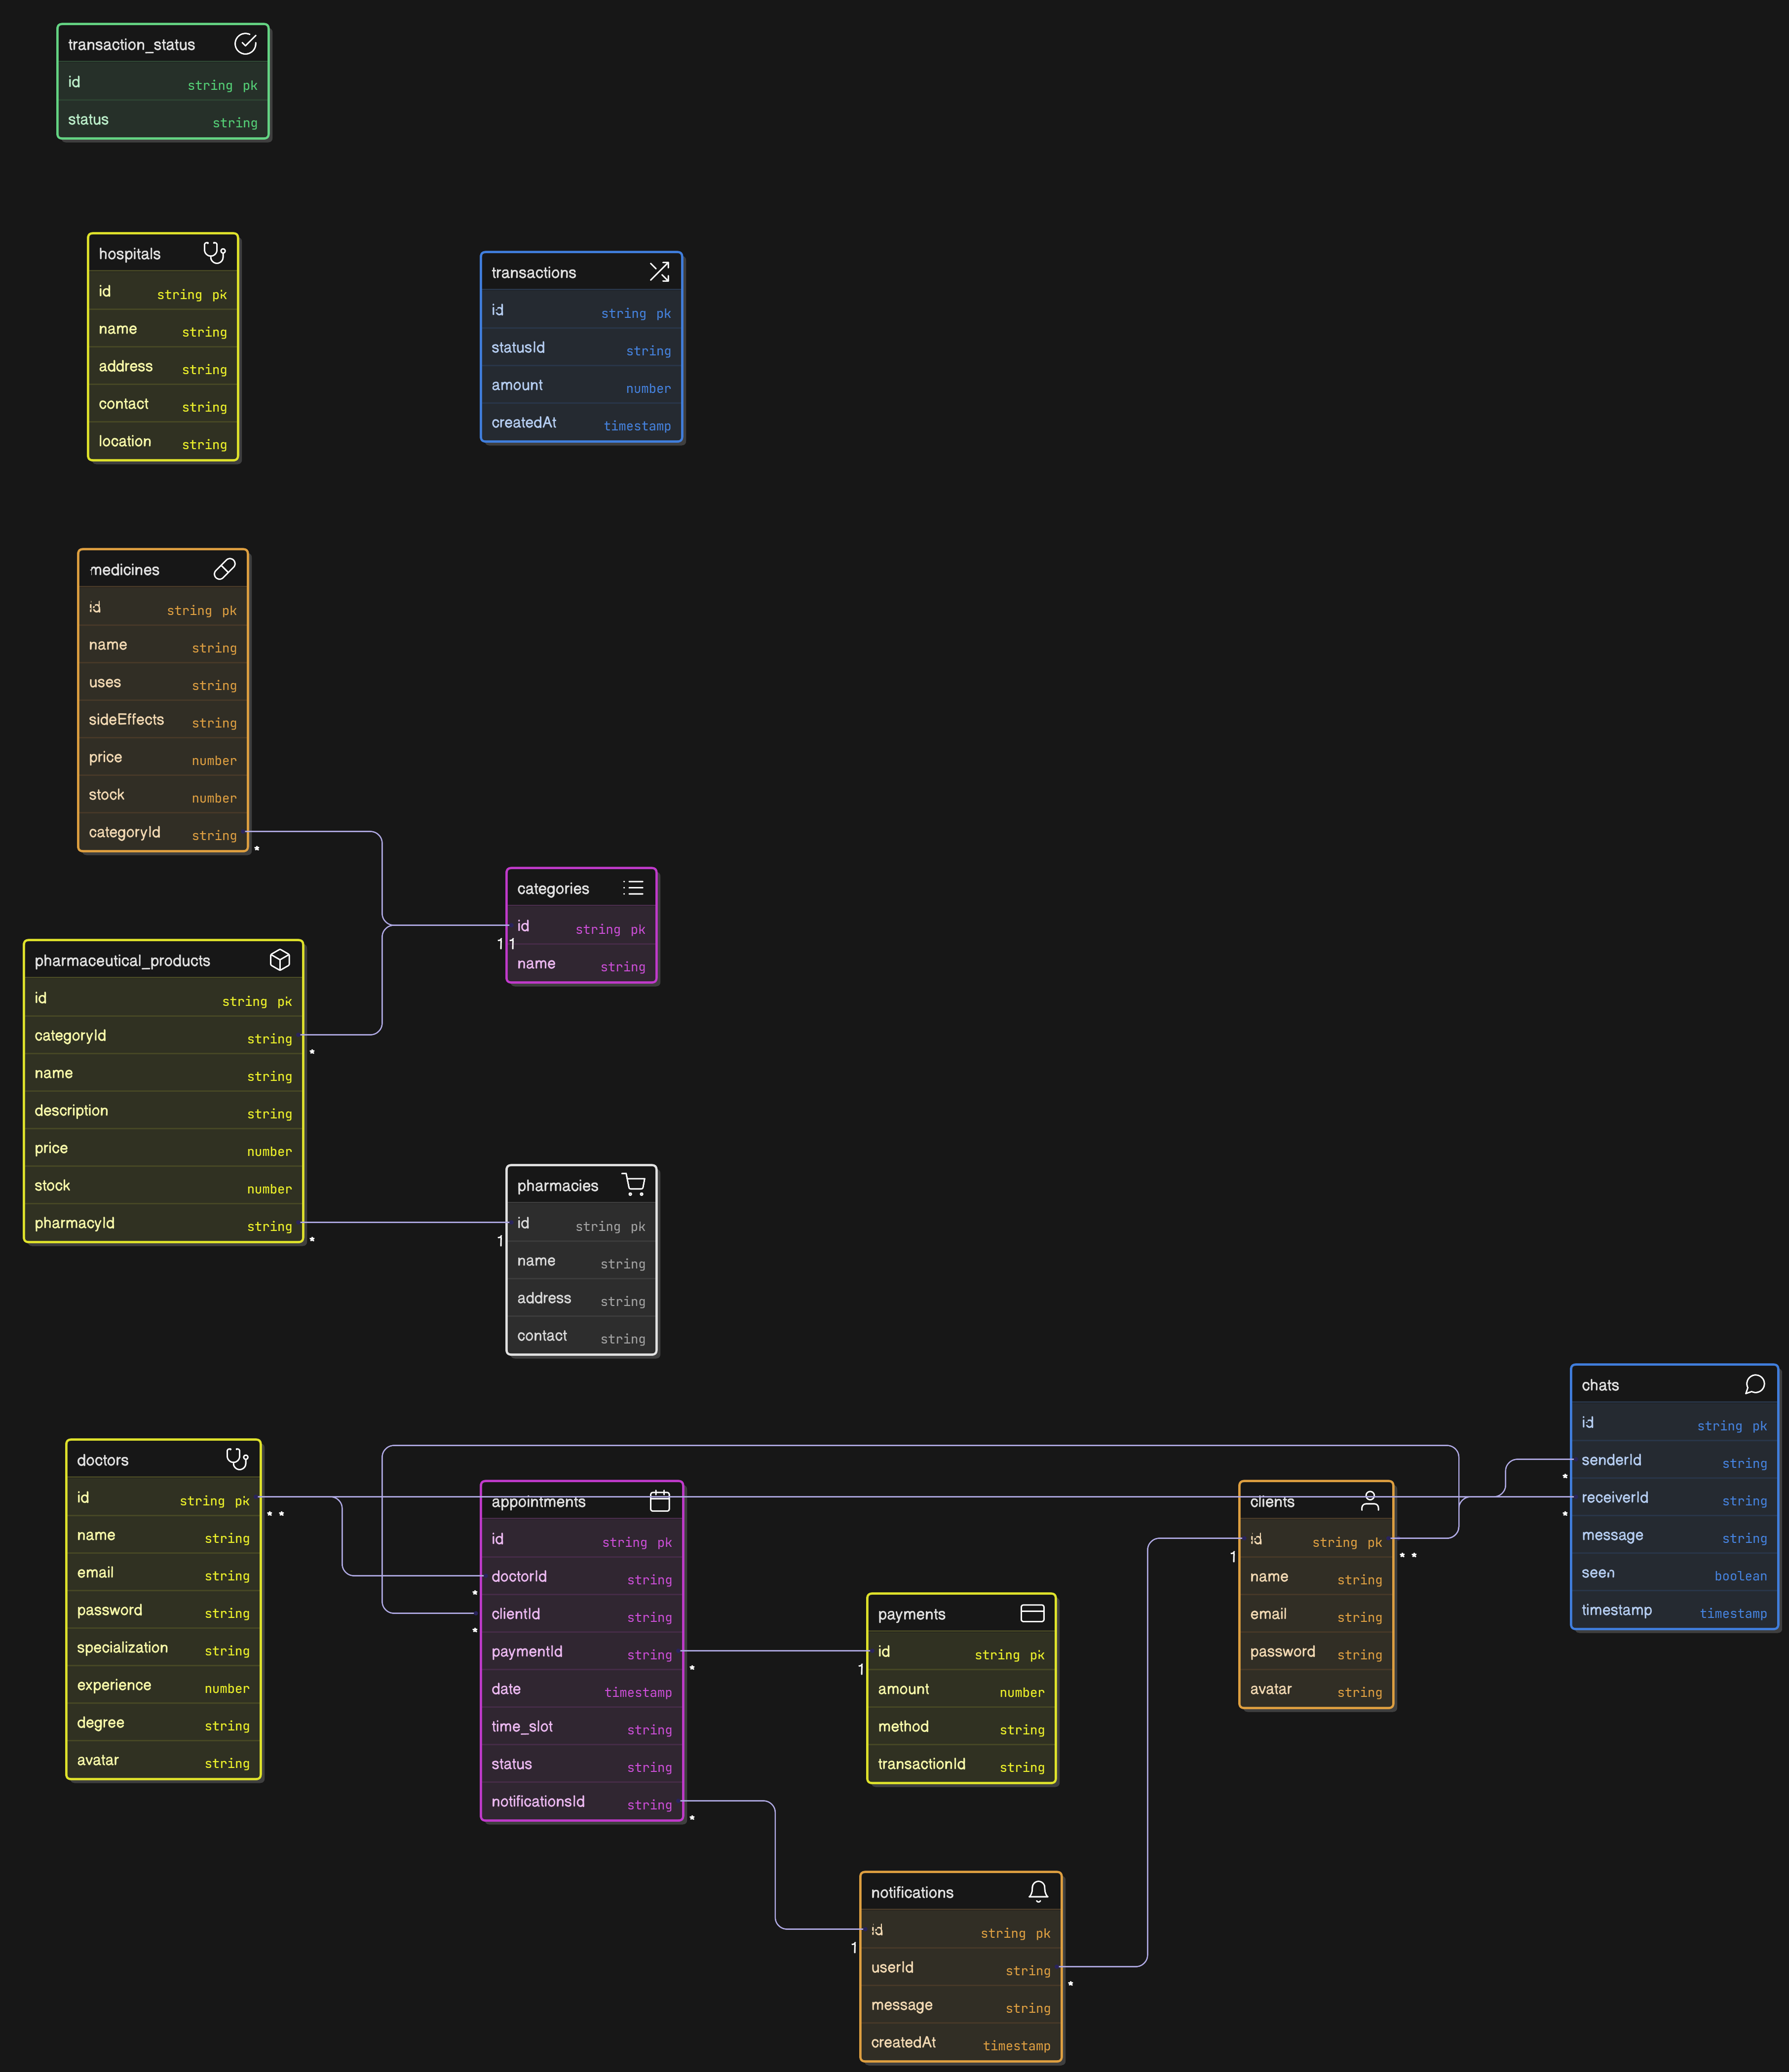 transaction_status
id string pk
status string
hospitals
id string pk
name string
address string
contact string
location string
transactions
id string pk
statusId string
amount number
createdAt timestamp
medicines
id string pk
name string
uses string
sideEffects string
price number
stock number
categoryId string
*
categories
id string pk
1 1
name string
pharmaceutical_products
id string pk
categoryId string
*
name string
description string
price number
stock number
pharmacyId string
*
pharmacies
id string pk
1
name string
address string
contact string
doctors
id string pk
* *
name string
email string
password string
specialization string
experience number
degree string
avatar string
appointments
id string pk
doctorId string
*
clientId string
*
paymentId string
*
date timestamp
time_slot string
status string
notificationsId string
*
payments
id string pk
1
amount number
method string
transactionId string
notifications
id string pk
1
userId string
*
message string
createdAt timestamp
clients
id string pk
1
* *
name string
email string
password string
avatar string
chats
id string pk
senderId string
*
receiverId string
*
message string
seen boolean
timestamp timestamp